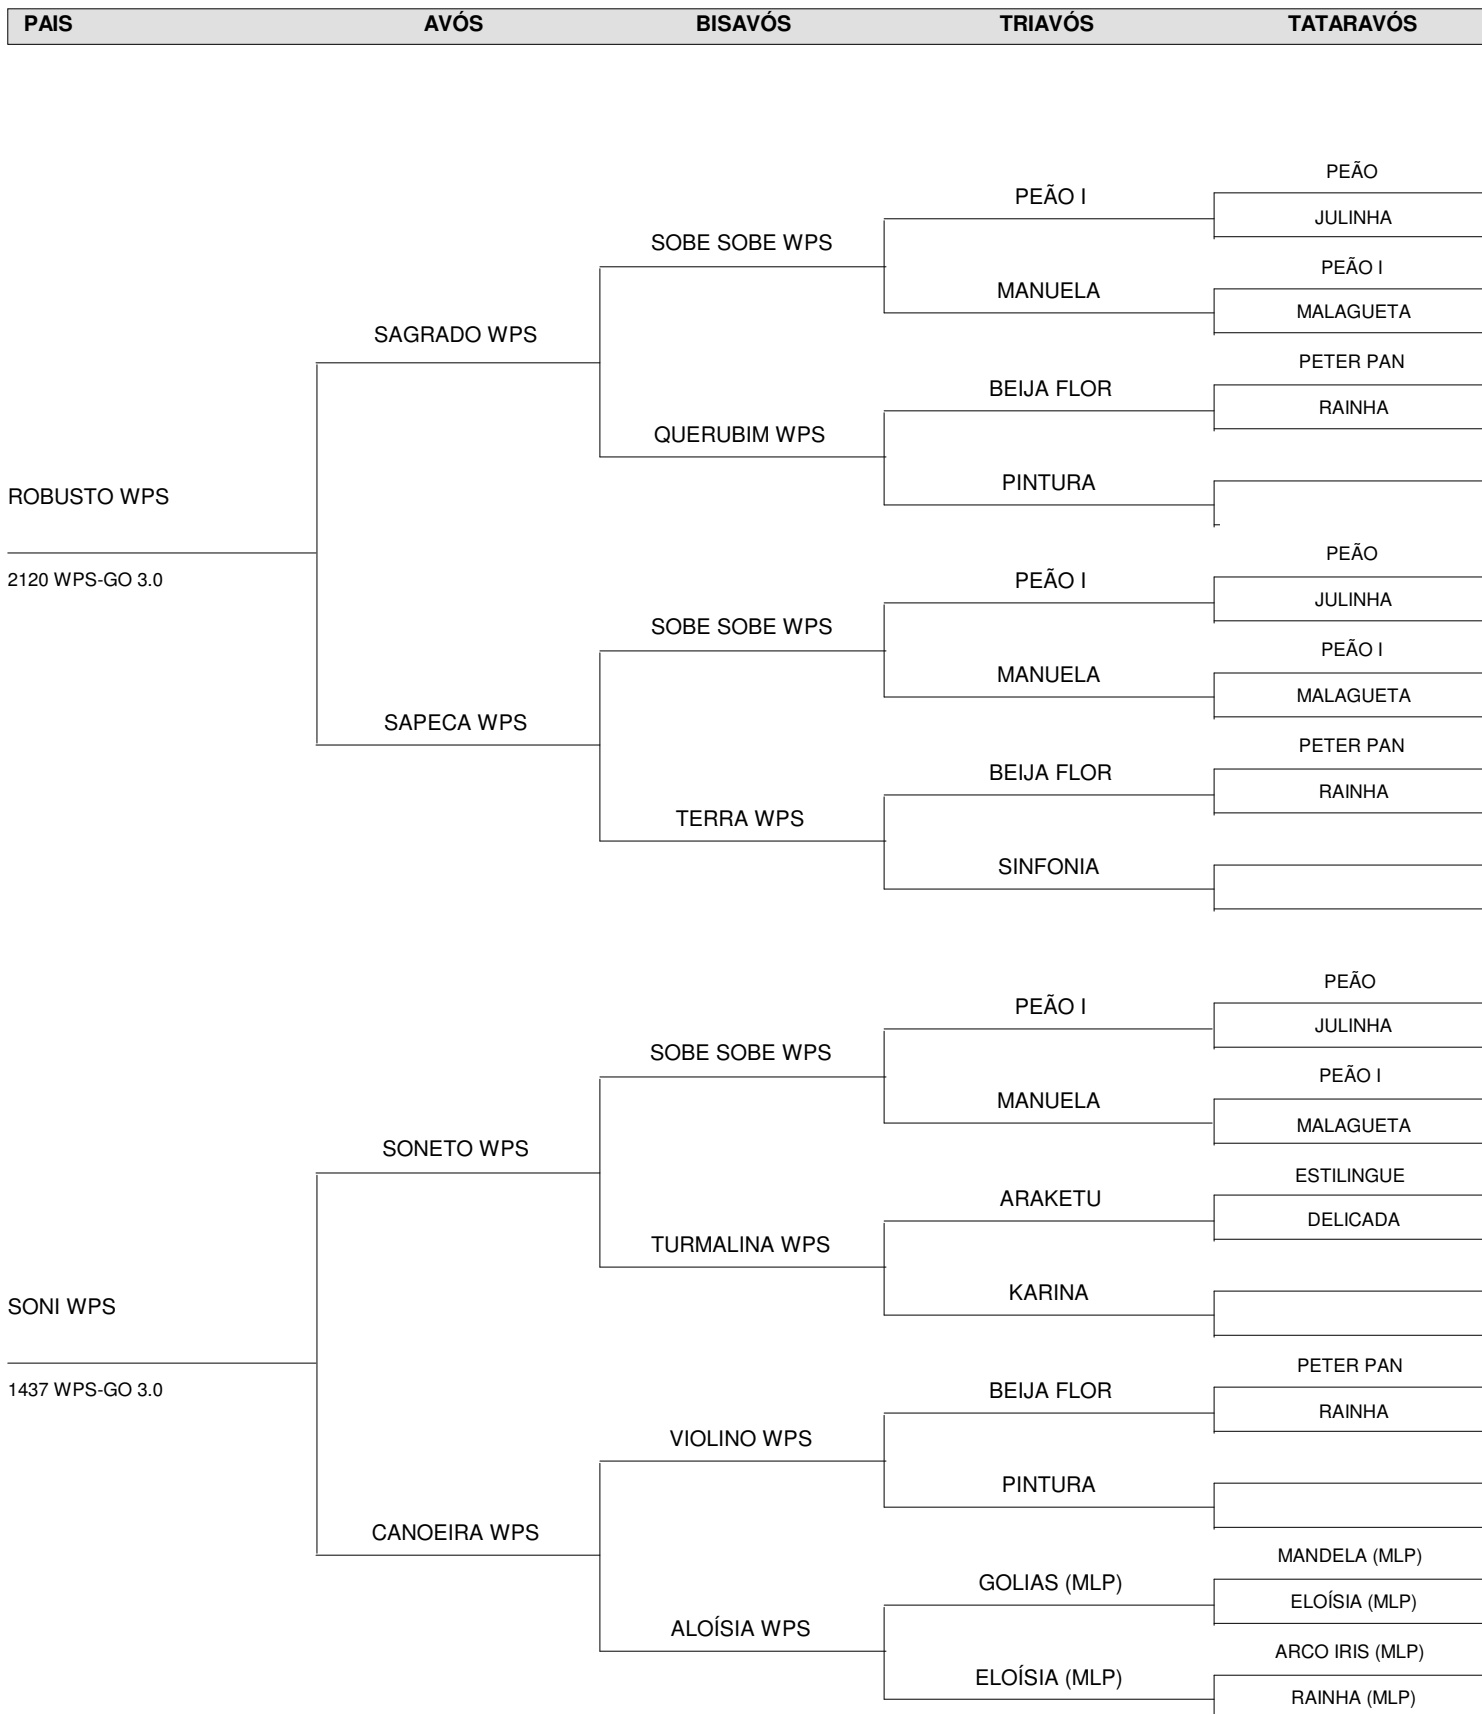 PAIS AVÓS BISAVÓS TRIAVÓS TATARAVÓS
PEÃO
PEÃO I
JULINHA
SOBE SOBE WPS
PEÃO I
MANUELA
MALAGUETA
SAGRADO WPS
PETER PAN
BEIJA FLOR
RAINHA
QUERUBIM WPS
PINTURA
ROBUSTO WPS
PEÃO
2120 WPS-GO 3.0
PEÃO I
JULINHA
SOBE SOBE WPS
PEÃO I
MANUELA
MALAGUETA
SAPECA WPS
PETER PAN
BEIJA FLOR
RAINHA
TERRA WPS
SINFONIA
PEÃO
PEÃO I
JULINHA
SOBE SOBE WPS
PEÃO I
MANUELA
MALAGUETA
SONETO WPS
ESTILINGUE
ARAKETU
DELICADA
TURMALINA WPS
KARINA
SONI WPS
PETER PAN
1437 WPS-GO 3.0
BEIJA FLOR
RAINHA
VIOLINO WPS
PINTURA
CANOEIRA WPS
MANDELA (MLP)
GOLIAS (MLP)
ELOÍSIA (MLP)
ALOÍSIA WPS
ARCO IRIS (MLP)
ELOÍSIA (MLP)
RAINHA (MLP)